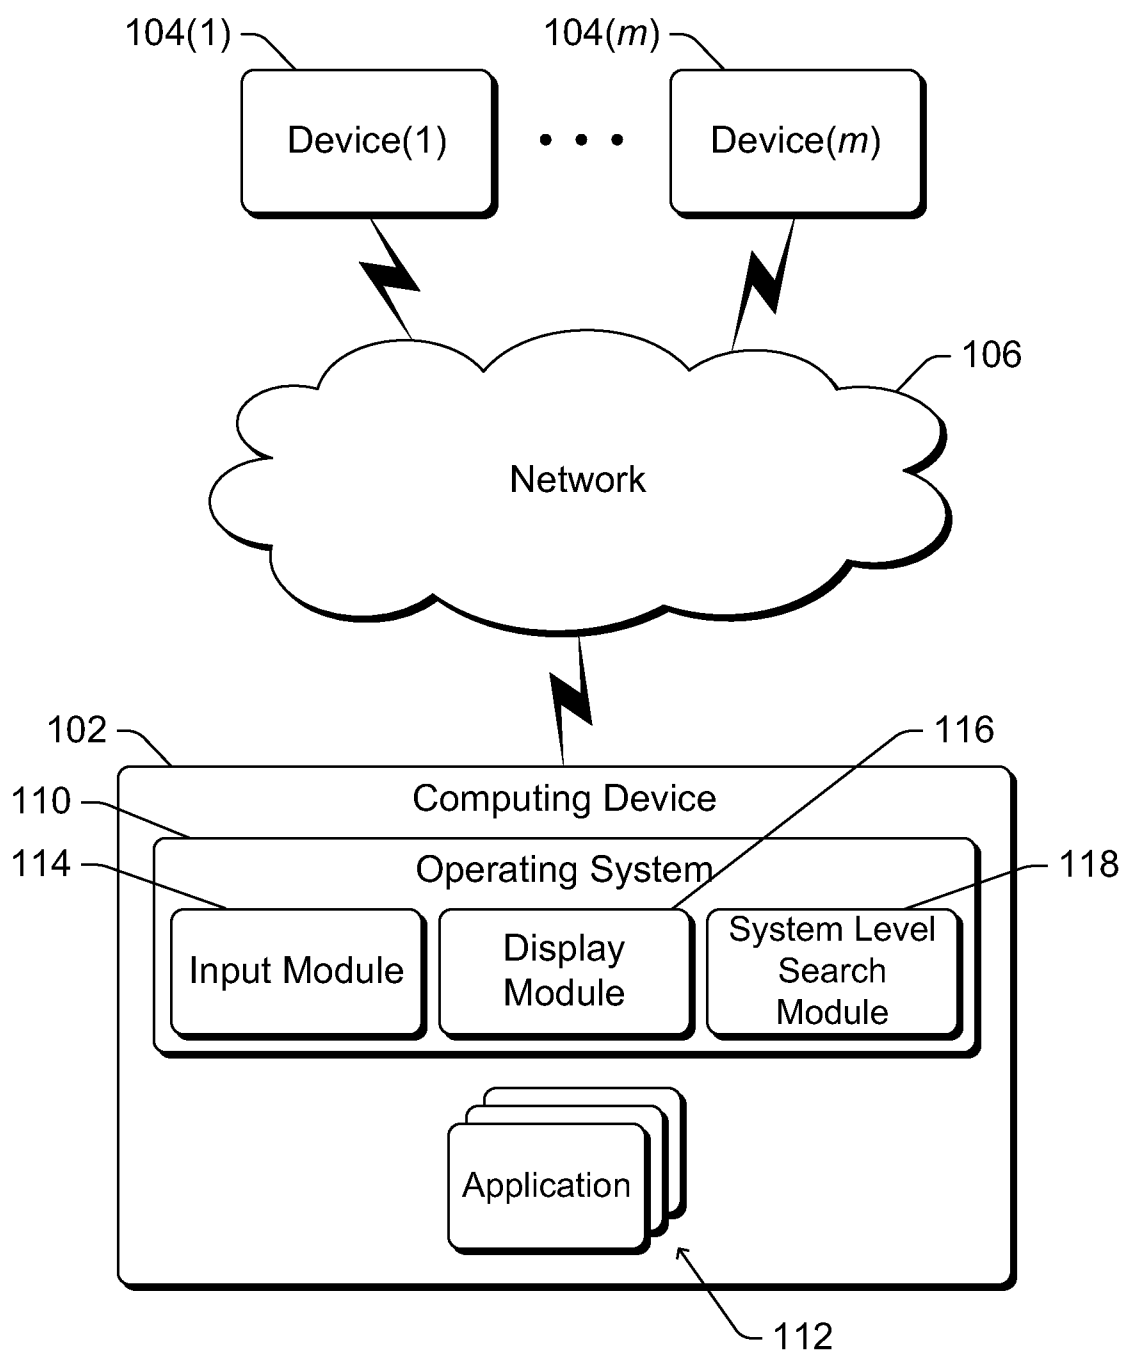 104(1)
104(m)
Device(1)
Device(m)
106
Network
102
116
Computing Device
110
Operating System
114
118
Input Module
Display
Module
System Level
Search
Module
Application
112